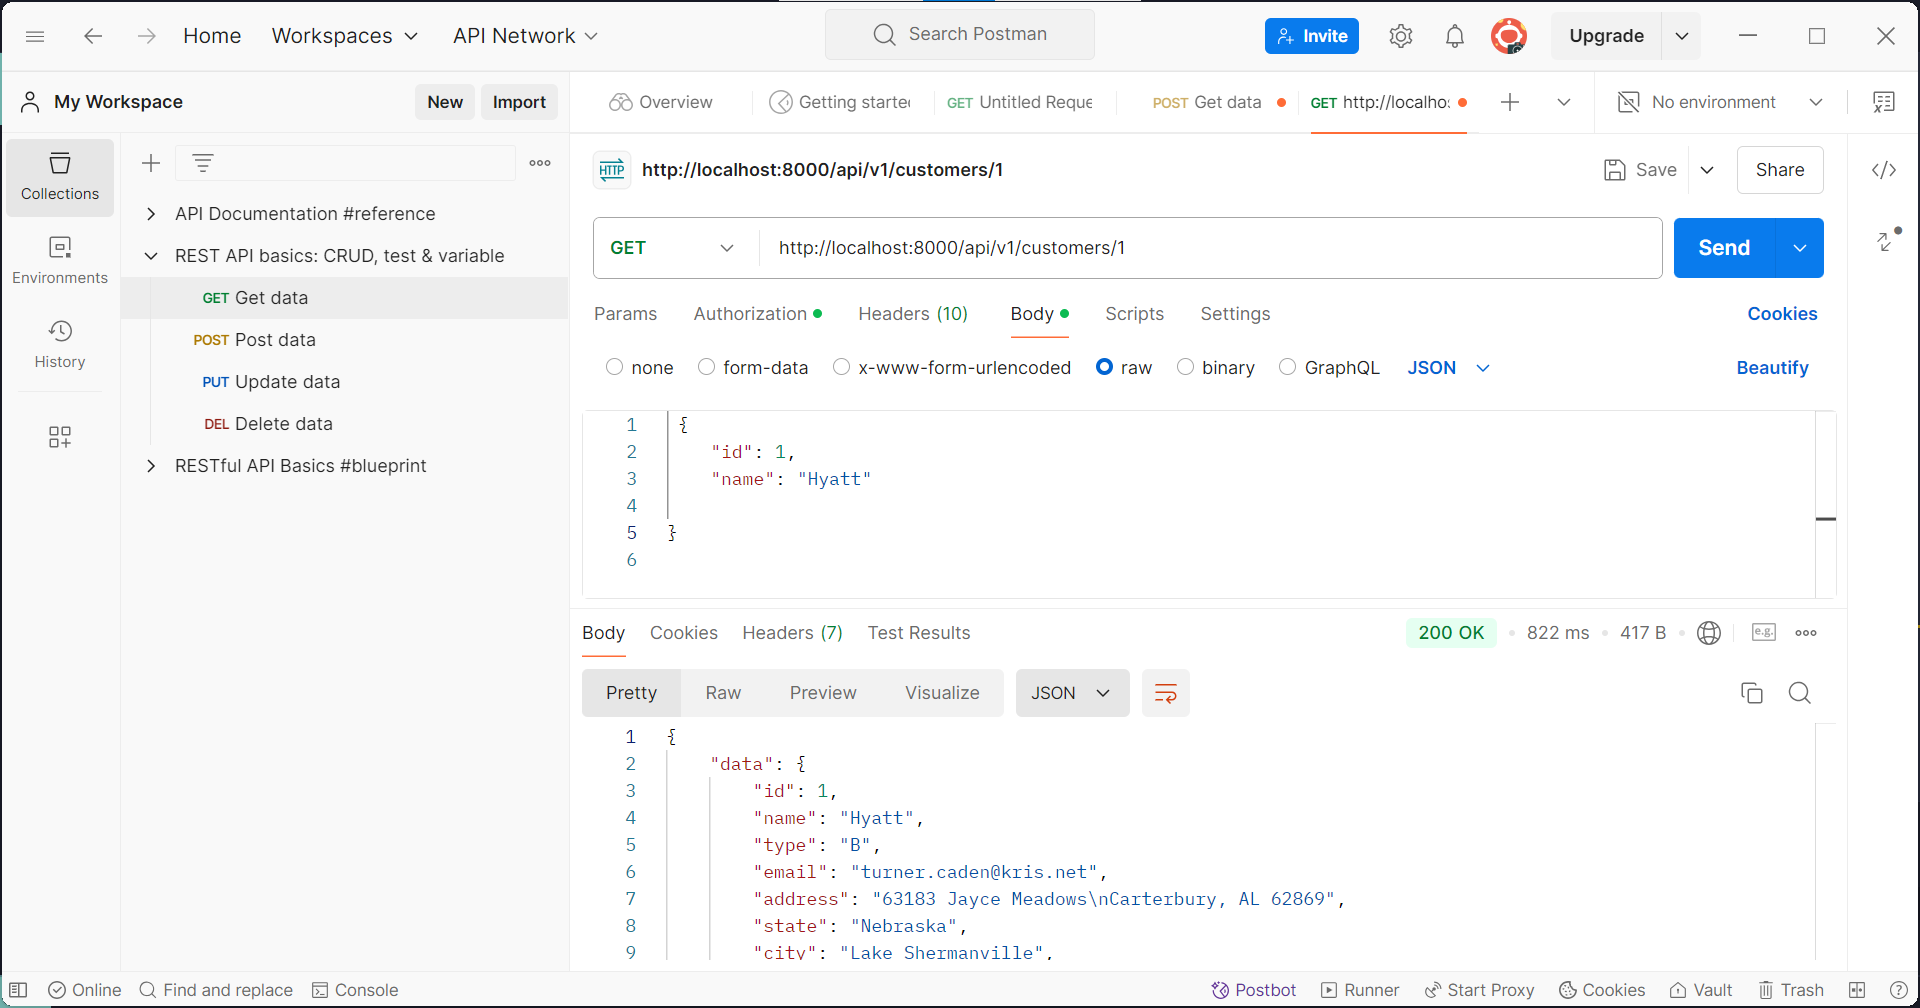 Home Workspaces API Network Search Postman Invite Upgrade
My Workspace New Import Overview Getting starte GET Untitled Reque POST Get data GET http://localho No environment
Collections
Environments
History
API Documentation #reference
REST API basics: CRUD, test & variable
GET Get data
POST Post data
PUT Update data
DEL Delete data
RESTful API Basics #blueprint
HTTP http://localhost:8000/api/v1/customers/1 Save Share
GET http://localhost:8000/api/v1/customers/1 Send
Params Authorization Headers (10) Body Scripts Settings Cookies
none form-data x-www-form-urlencoded raw binary GraphQL JSON Beautify
1 {
2 "id": 1,
3 "name": "Hyatt"
4
5 }
6
Body Cookies Headers (7) Test Results 200 OK 822 ms 417 B e.g.
Pretty Raw Preview Visualize JSON
1 {
2 "data": {
3 "id": 1,
4 "name": "Hyatt",
5 "type": "B",
6 "email": "turner.caden@kris.net",
7 "address": "63183 Jayce Meadows\nCarterbury, AL 62869",
8 "state": "Nebraska",
9 "city": "Lake Shermanville",
Online Find and replace Console Postbot Runner Start Proxy Cookies Vault Trash